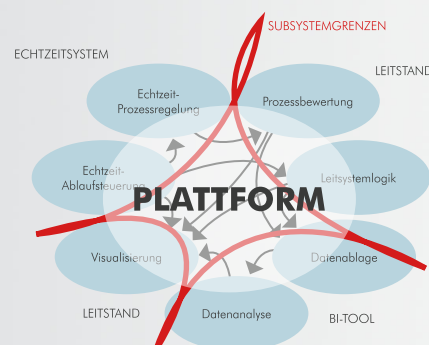 SUBSYSTEMGRENZEN
ECHTZEITSYSTEM
LEITSTAND
Echtzeit-
Prozessregelung
Prozessbewertung
Echtzeit-
Ablaufsteuerung
Leitsystemlogik
PLATTFORM
Visualisierung
Datenablage
LEITSTAND
Datenanalyse
BI-TOOL